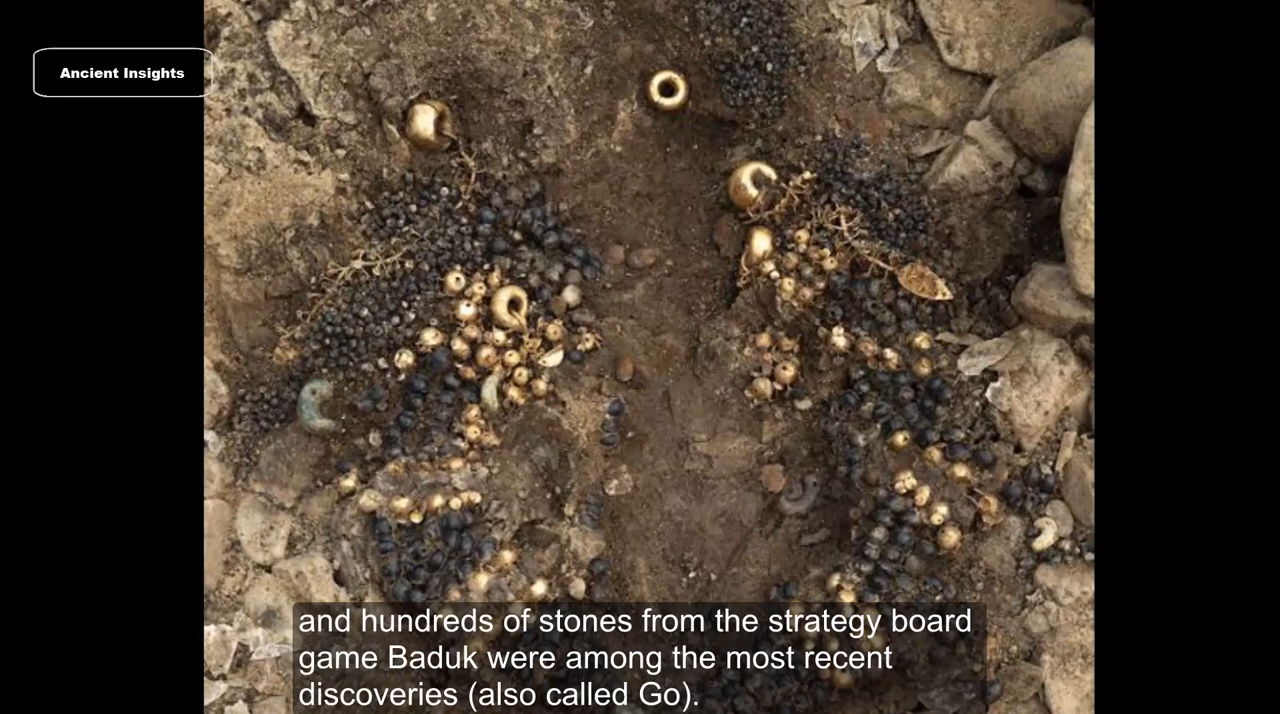 Ancient Insights
and hundreds of stones from the strategy board
game Baduk were among the most recent
discoveries (also called Go).